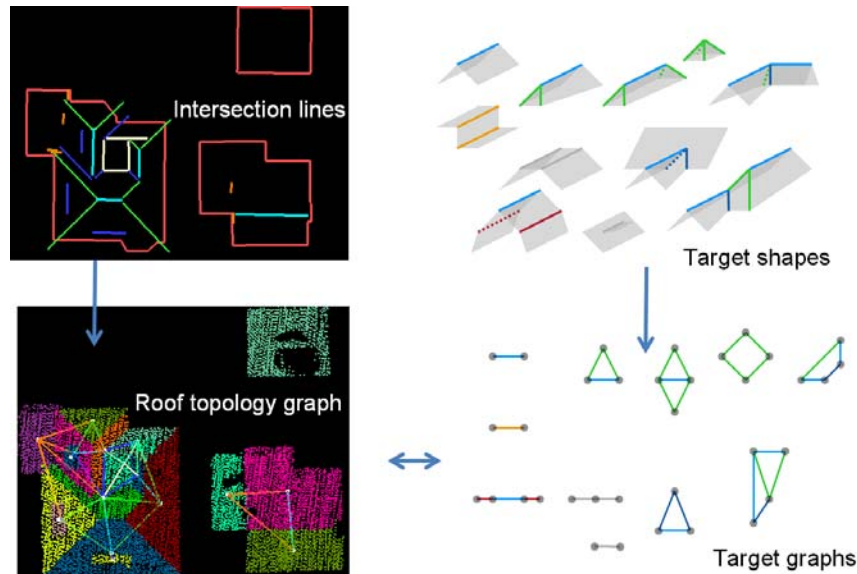 Intersection lines
Target shapes
Roof topology graph
Target graphs